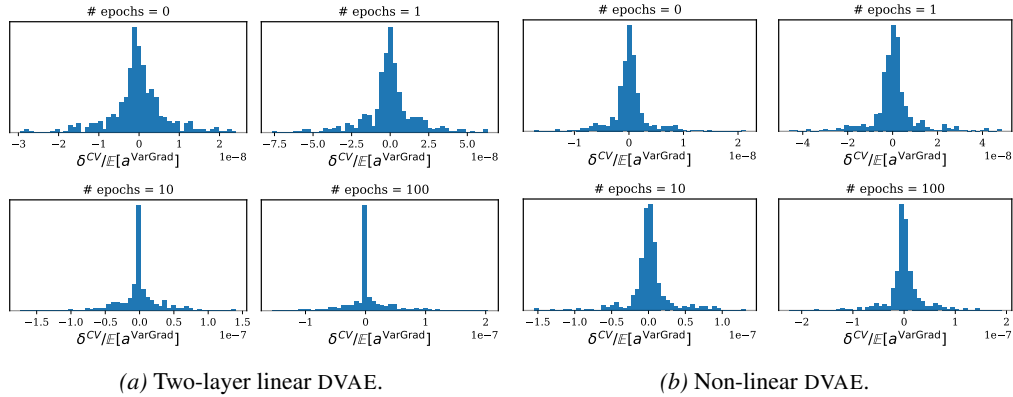 # epochs = 0
# epochs = 1
# epochs = 0
# epochs = 1
−3 −2 −1 0 1 2
1e−8
−7.5 −5.0 −2.5 0.0 2.5 5.0
1e−8
−1 0 1 2
1e−8
−4 −2 0 2 4
1e−8
δ^{CV}/𝔼[a^{VarGrad}]
δ^{CV}/𝔼[a^{VarGrad}]
δ^{CV}/𝔼[a^{VarGrad}]
δ^{CV}/𝔼[a^{VarGrad}]
# epochs = 10
# epochs = 100
# epochs = 10
# epochs = 100
−1.5 −1.0 −0.5 0.0 0.5 1.0 1.5
1e−7
−1 0 1 2
1e−7
−1.5 −1.0 −0.5 0.0 0.5 1.0
1e−7
−2 −1 0 1 2
1e−7
δ^{CV}/𝔼[a^{VarGrad}]
δ^{CV}/𝔼[a^{VarGrad}]
δ^{CV}/𝔼[a^{VarGrad}]
δ^{CV}/𝔼[a^{VarGrad}]
(a) Two-layer linear DVAE.
(b) Non-linear DVAE.